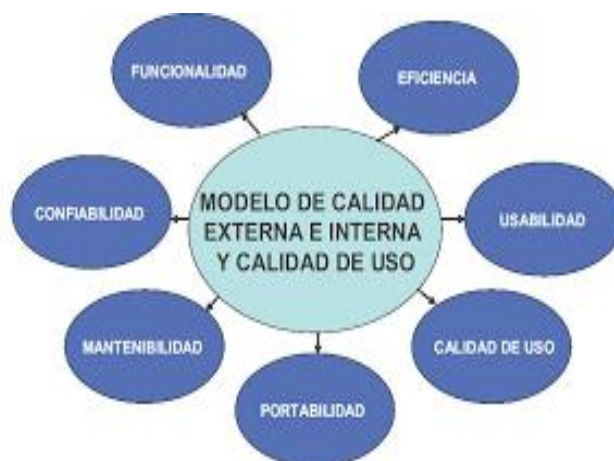 FUNCIONALIDAD
EFICIENCIA
CONFIABILIDAD
MODELO DE CALIDAD
EXTERNA E INTERNA
Y CALIDAD DE USO
USABILIDAD
MANTENIBILIDAD
CALIDAD DE USO
PORTABILIDAD